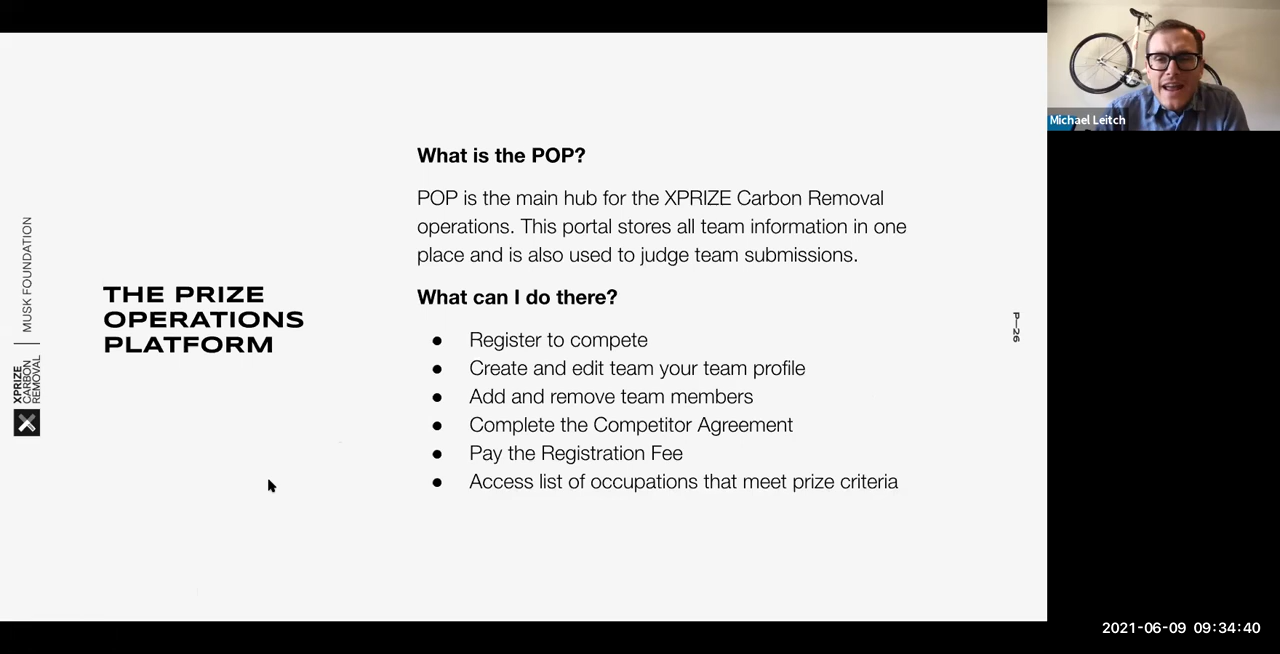 MUSK FOUNDATION
XPRIZE
CARBON
REMOVAL
THE PRIZE
OPERATIONS
PLATFORM
What is the POP?
POP is the main hub for the XPRIZE Carbon Removal
operations. This portal stores all team information in one
place and is also used to judge team submissions.
What can I do there?
● Register to compete
● Create and edit team your team profile
● Add and remove team members
● Complete the Competitor Agreement
● Pay the Registration Fee
● Access list of occupations that meet prize criteria
P—26
Michael Leitch
2021-06-09 09:34:40